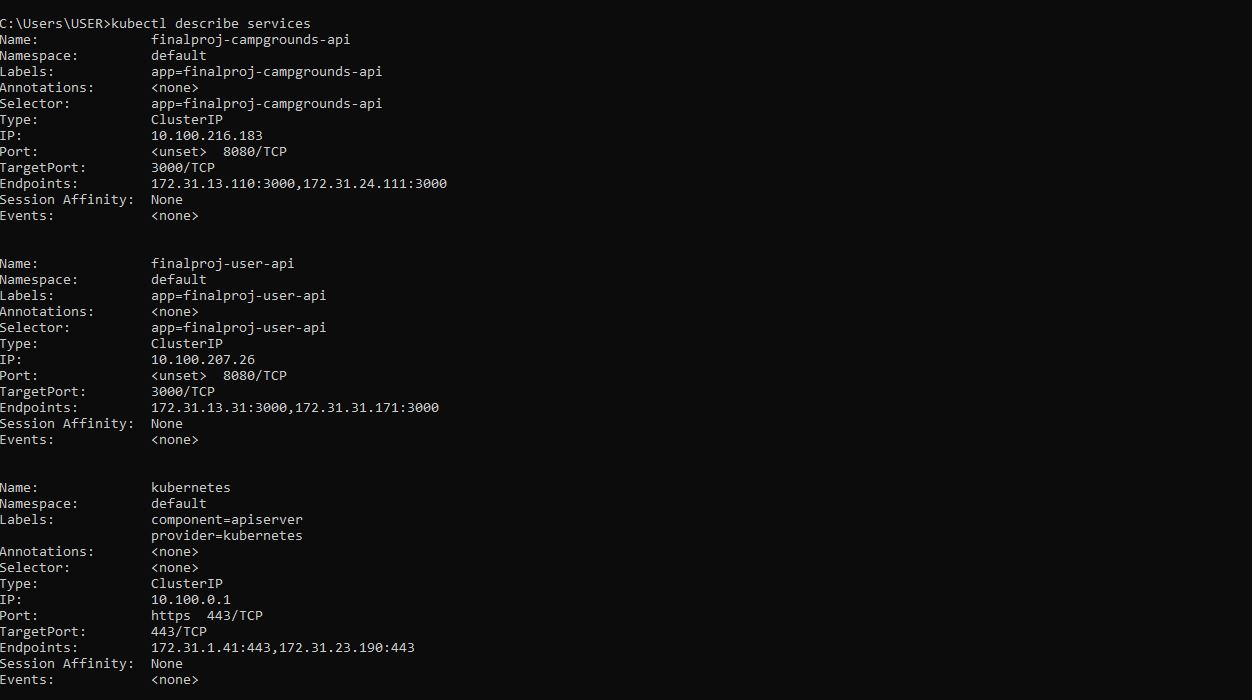 C:\Users\USER>kubectl describe services
Name:              finalproj-campgrounds-api
Namespace:         default
Labels:            app=finalproj-campgrounds-api
Annotations:       <none>
Selector:          app=finalproj-campgrounds-api
Type:              ClusterIP
IP:                10.100.216.183
Port:              <unset>  8080/TCP
TargetPort:        3000/TCP
Endpoints:         172.31.13.110:3000,172.31.24.111:3000
Session Affinity:  None
Events:            <none>
Name:              finalproj-user-api
Namespace:         default
Labels:            app=finalproj-user-api
Annotations:       <none>
Selector:          app=finalproj-user-api
Type:              ClusterIP
IP:                10.100.207.26
Port:              <unset>  8080/TCP
TargetPort:        3000/TCP
Endpoints:         172.31.13.31:3000,172.31.31.171:3000
Session Affinity:  None
Events:            <none>
Name:              kubernetes
Namespace:         default
Labels:            component=apiserver
                   provider=kubernetes
Annotations:       <none>
Selector:          <none>
Type:              ClusterIP
IP:                10.100.0.1
Port:              https  443/TCP
TargetPort:        443/TCP
Endpoints:         172.31.1.41:443,172.31.23.190:443
Session Affinity:  None
Events:            <none>